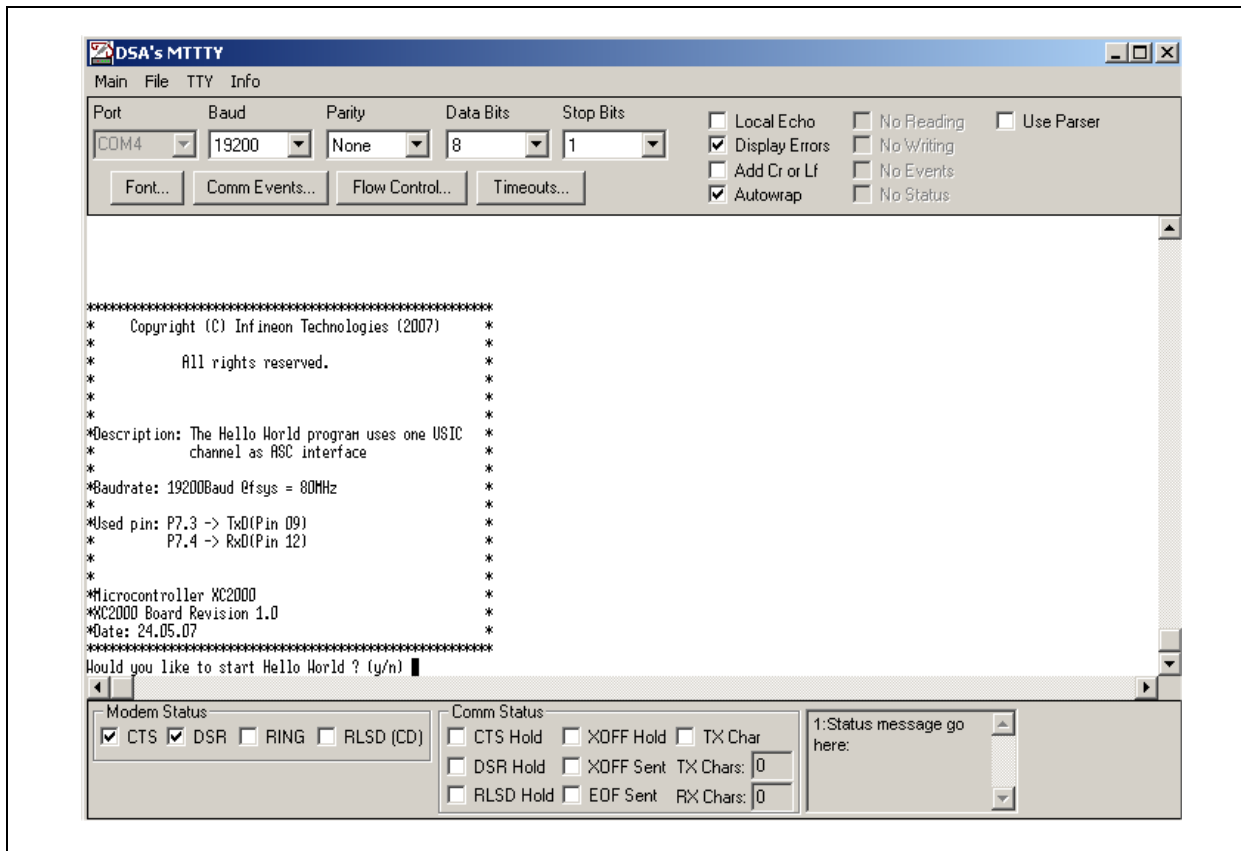 DSA's MTTTY
Main File TTY Info
Port Baud Parity Data Bits Stop Bits
COM4 19200 None 8 1
Font... Comm Events... Flow Control... Timeouts...
Local Echo No Reading Use Parser
Display Errors No Writing
Add Cr or Lf No Events
Autowrap No Status
******************************************************
* Copyright (C) Infineon Technologies (2007) *
* *
* All rights reserved. *
* *
* *
* *
*Description: The Hello World program uses one USIC *
* channel as ASC interface *
* *
*Baudrate: 19200Baud @fsys = 80MHz *
* *
*Used pin: P7.3 -> TxD(Pin 09) *
* P7.4 -> RxD(Pin 12) *
* *
* *
*Microcontroller XC2000 *
*XC2000 Board Revision 1.0 *
*Date: 24.05.07 *
******************************************************
Would you like to start Hello World ? (y/n)
Modem Status
CTS DSR RING RLSD (CD)
Comm Status
CTS Hold XOFF Hold TX Char
DSR Hold XOFF Sent TX Chars: 0
RLSD Hold EOF Sent RX Chars: 0
1:Status message go
here: